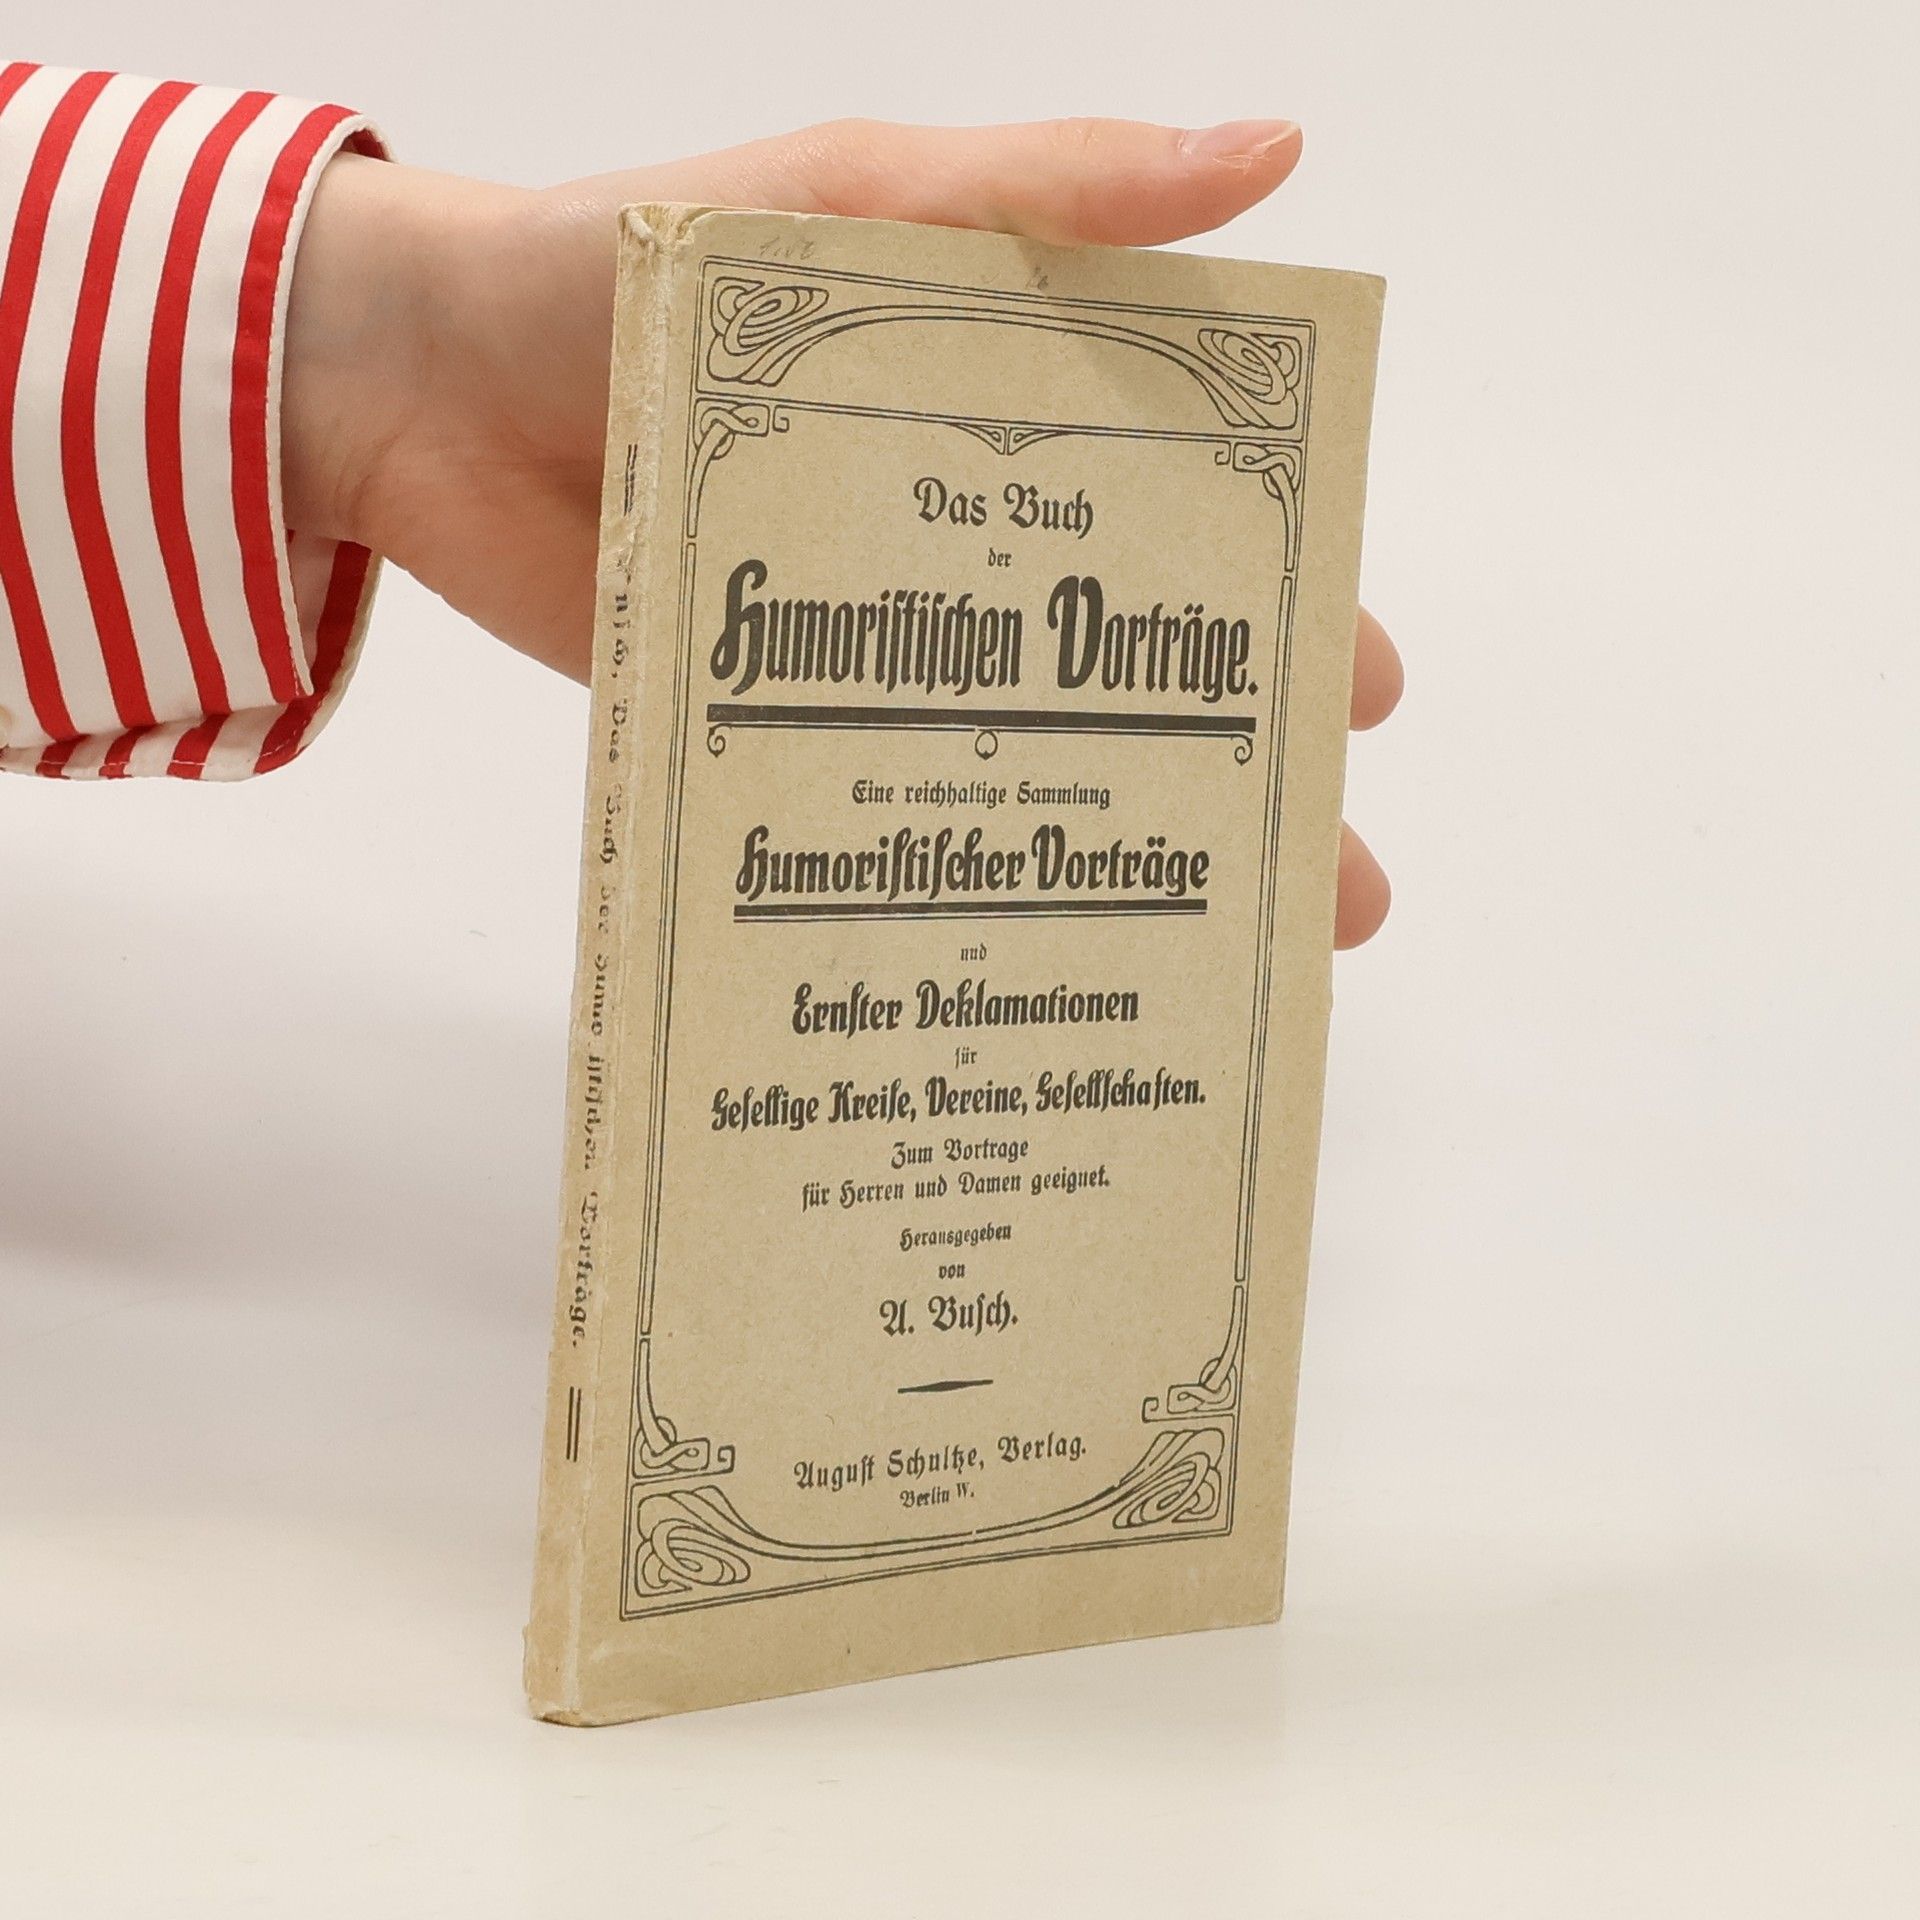 Das Buch
der
Humoristischen Vorträge.
Eine reichhaltige Sammlung
Humoristischer Vorträge
und
Ernster Deklamationen
für
Gesellige Kreise, Vereine, Gesellschaften.
Zum Vortrage
für Herren und Damen geeignet.
Herausgegeben
von
A. Busch.
August Schultze, Verlag.
Berlin W.
Das Buch der Humoristischen Vorträge.